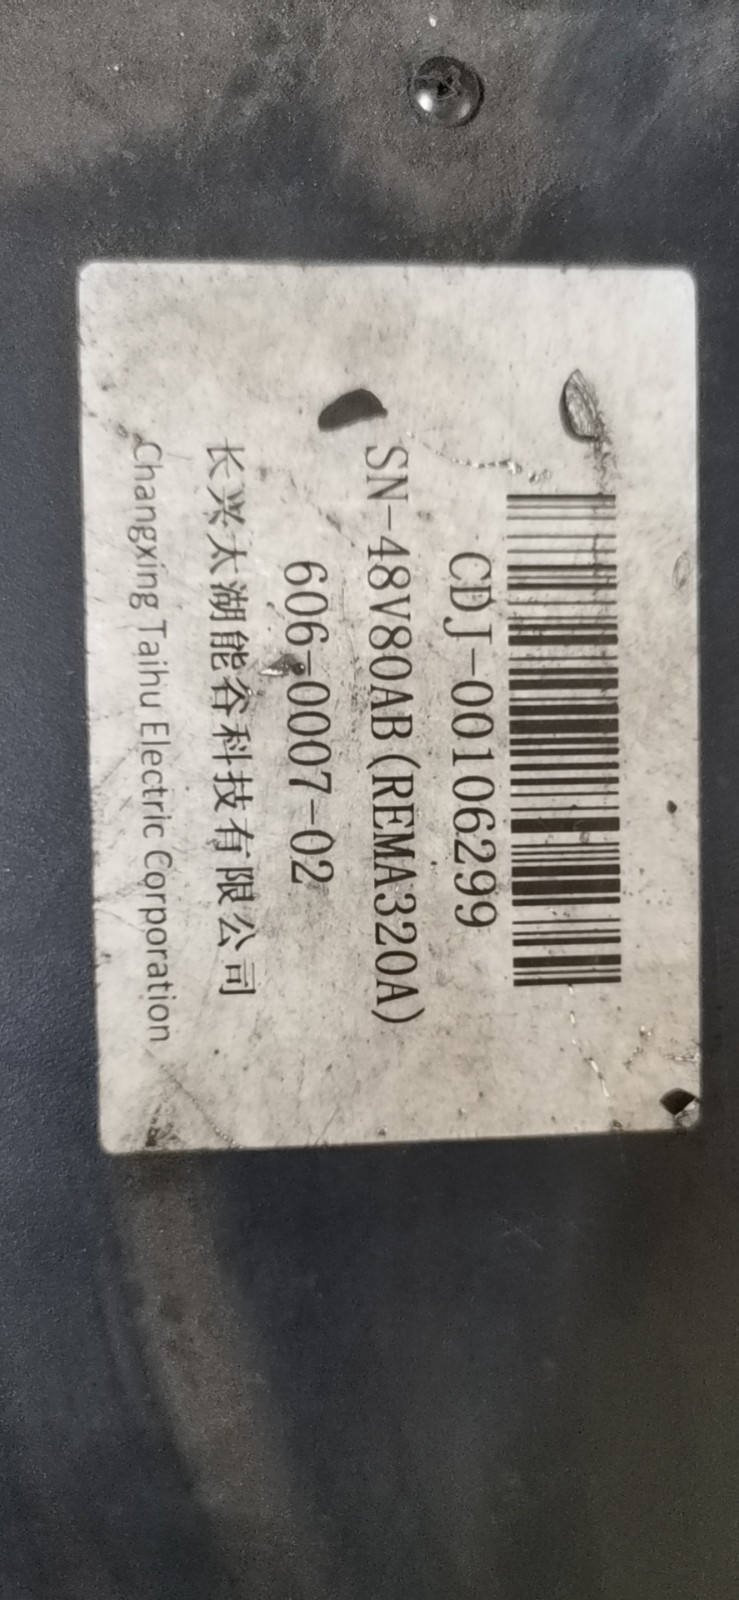 CDJ-00106299
SN-48V80AB(REMA320A)
606-0007-02
长兴太湖能谷科技有限公司
Changxing Taihu Electric Corporation